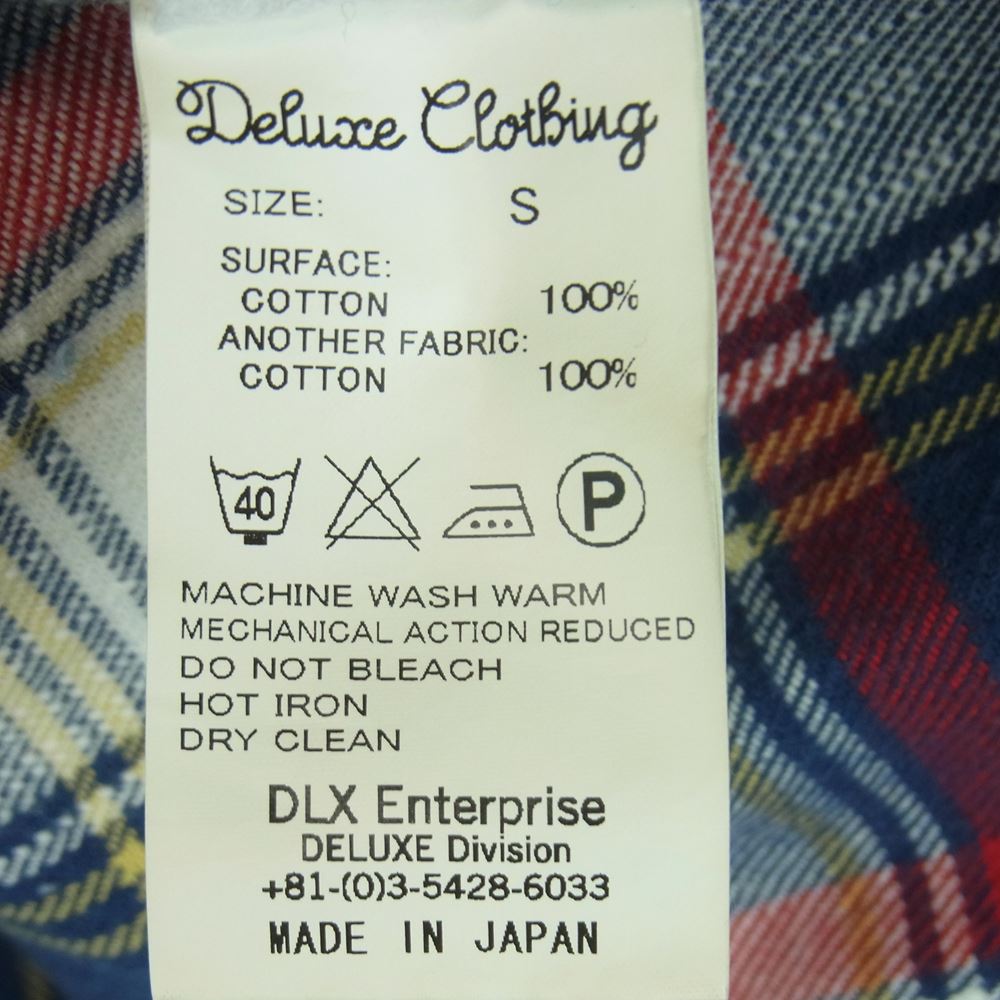 Deluxe Clothing
SIZE: S
SURFACE:
COTTON 100%
ANOTHER FABRIC:
COTTON 100%
40 P
MACHINE WASH WARM
MECHANICAL ACTION REDUCED
DO NOT BLEACH
HOT IRON
DRY CLEAN
DLX Enterprise
DELUXE Division
+81-(0)3-5428-6033
MADE IN JAPAN